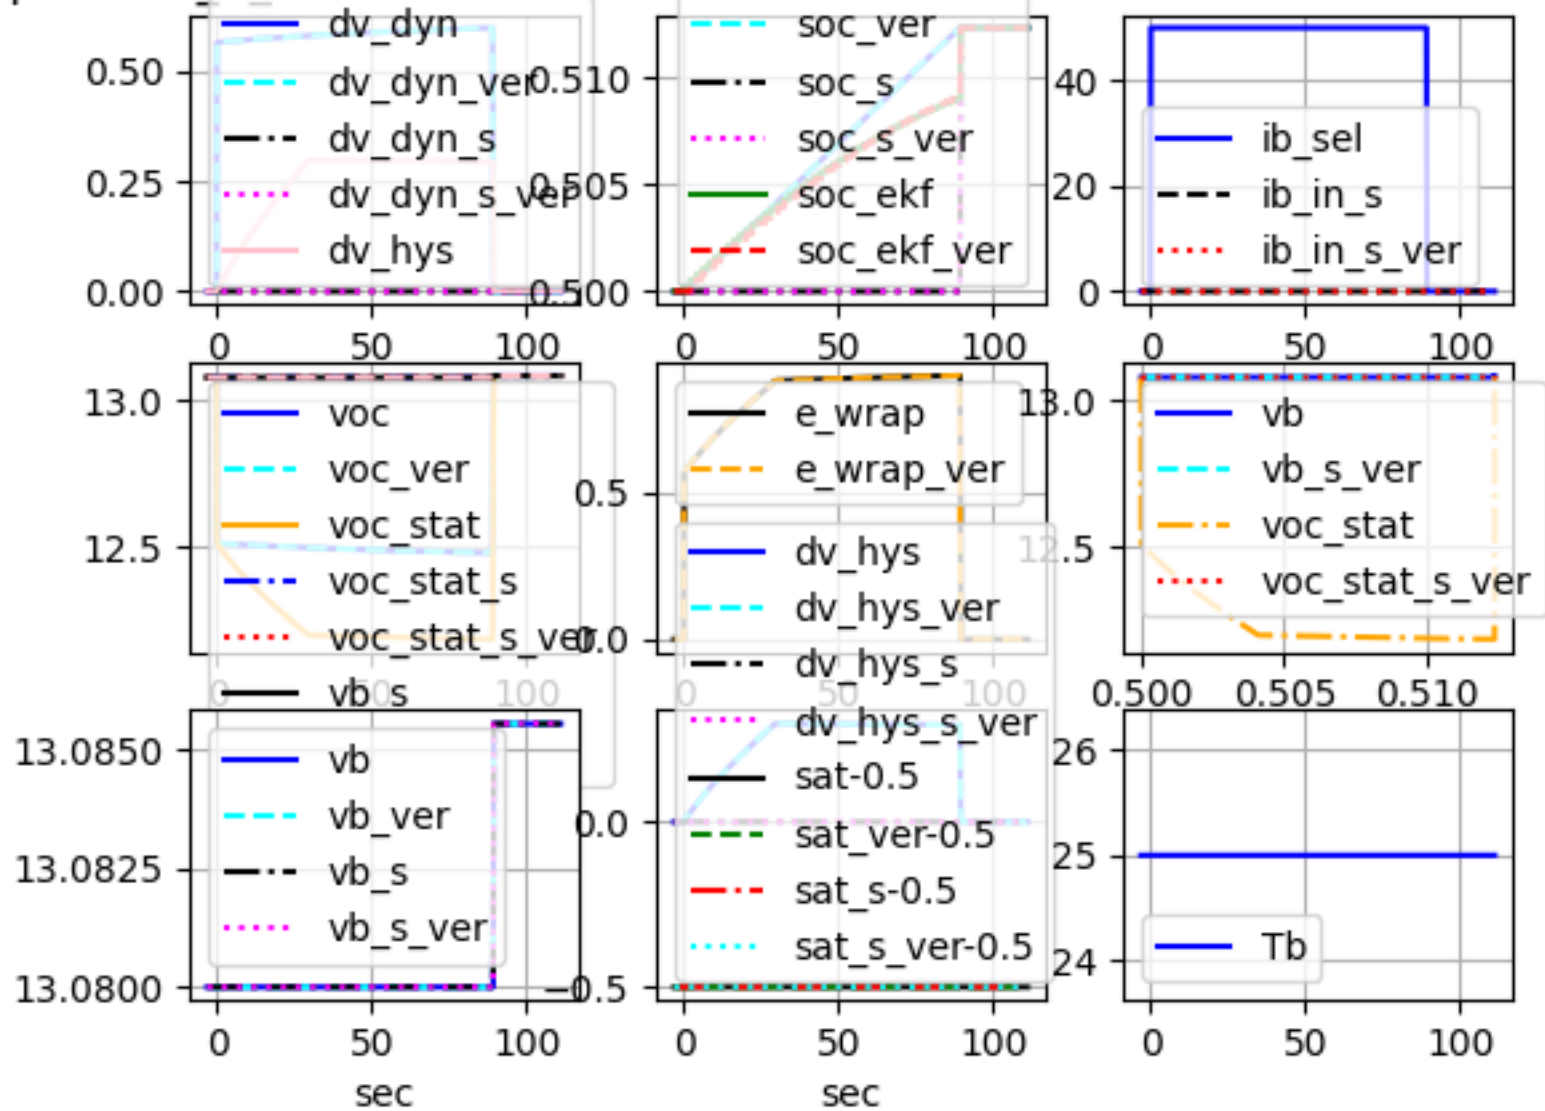 dv_dyn
dv_dyn_ver
dv_dyn_s
dv_dyn_s_ver
dv_hys
0.50
0.25
0.00
0 50 100
soc_ver
soc_s
soc_s_ver
soc_ekf
soc_ekf_ver
0.510
0.505
0.500
0 50 100
ib_sel
ib_in_s
ib_in_s_ver
40
20
0
0 50 100
voc
voc_ver
voc_stat
voc_stat_s
voc_stat_s_ver
vb_s
13.0
12.5
0 50 100
e_wrap
e_wrap_ver
0.5
0.0
0 50 100
vb
vb_s_ver
voc_stat
voc_stat_s_ver
13.0
12.5
0.500 0.505 0.510
vb
vb_ver
vb_s
vb_s_ver
13.0850
13.0825
13.0800
0 50 100
sec
dv_hys
dv_hys_ver
dv_hys_s
dv_hys_s_ver
sat-0.5
sat_ver-0.5
sat_s-0.5
sat_s_ver-0.5
0.0
−0.5
0 50 100
sec
Tb
26
25
24
0 50 100